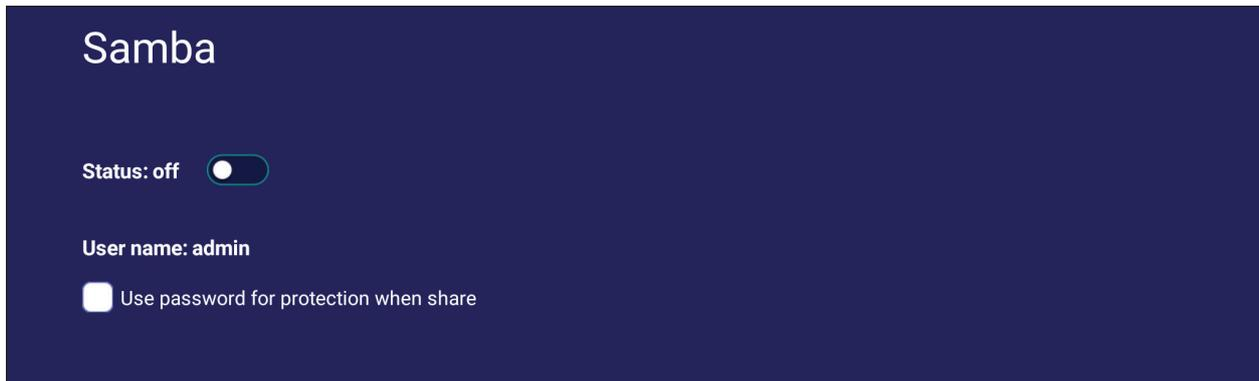 Samba
Status: off
User name: admin
Use password for protection when share